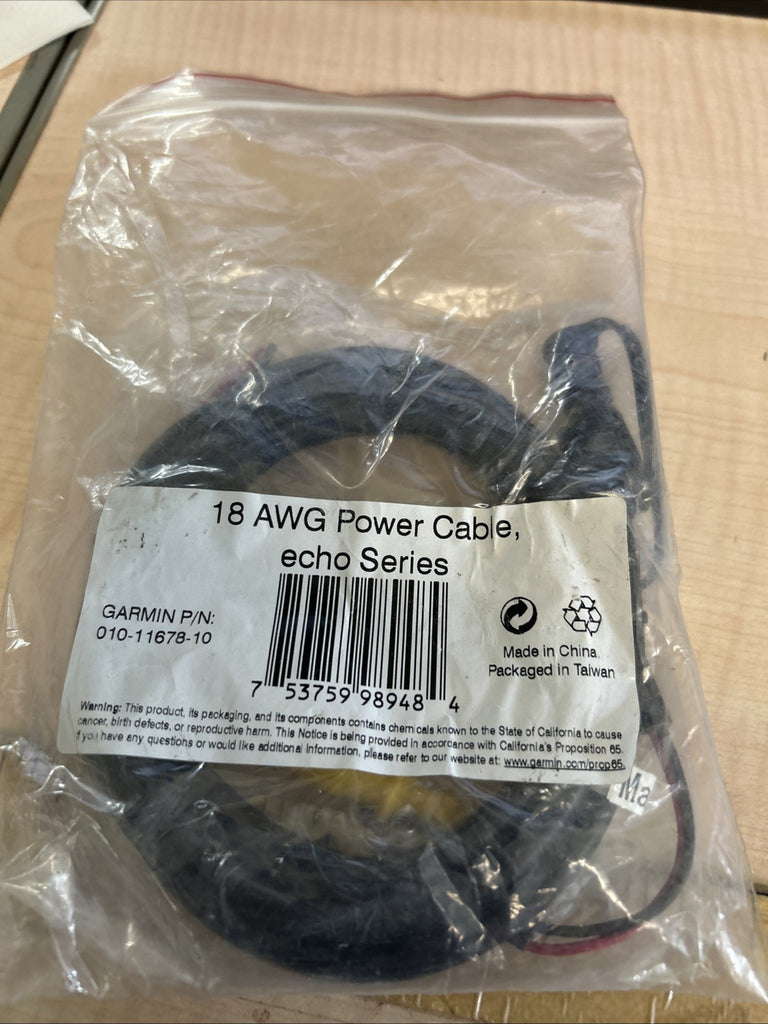 18 AWG Power Cable,
echo Series
GARMIN P/N:
010-11678-10
7 53759 98948 4
Made in China
Packaged in Taiwan
Warning: This product, its packaging, and its components contains chemicals known to the State of California to cause
cancer, birth defects, or reproductive harm. This Notice is being provided in accordance with California's Proposition 65.
If you have any questions or would like additional information, please refer to our website at: www.garmin.com/prop65.
Ma